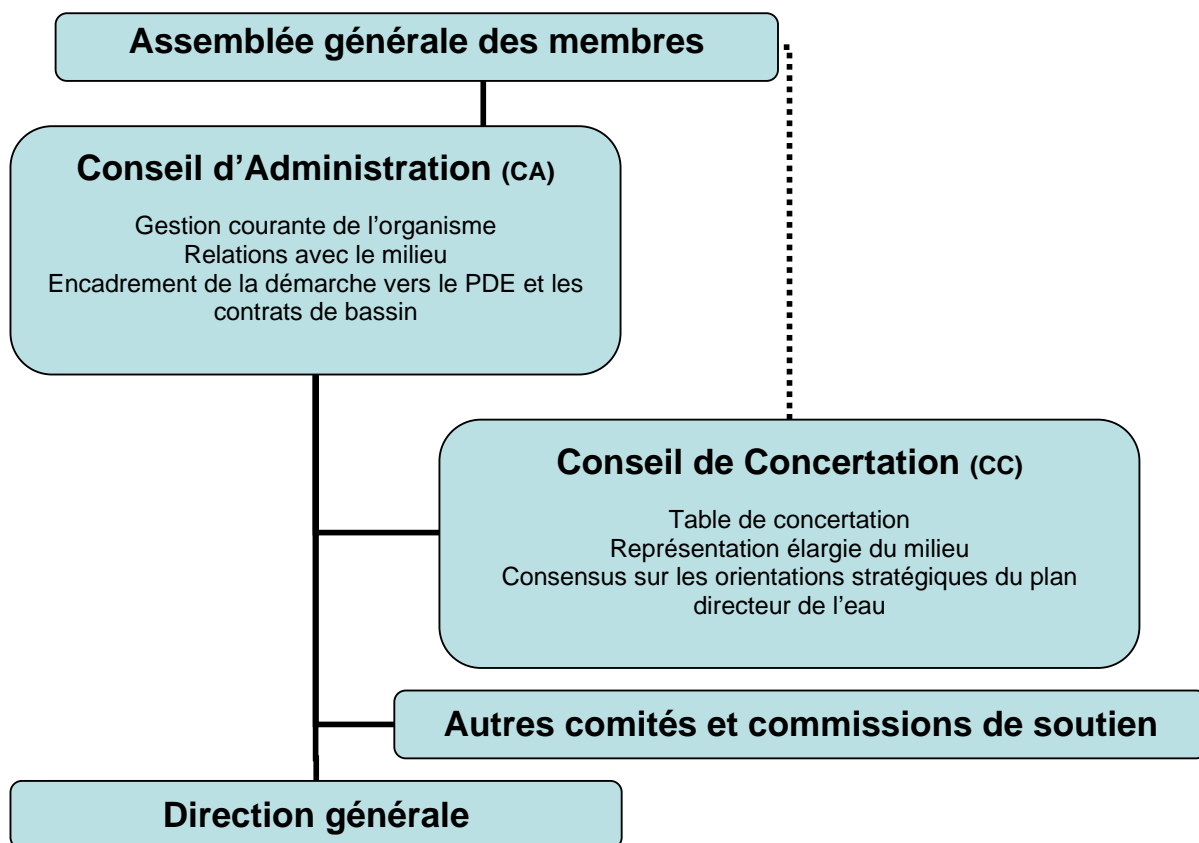 Assemblée générale des membres
Conseil d’Administration (CA)
Gestion courante de l’organisme
Relations avec le milieu
Encadrement de la démarche vers le PDE et les
contrats de bassin
Conseil de Concertation (CC)
Table de concertation
Représentation élargie du milieu
Consensus sur les orientations stratégiques du plan
directeur de l’eau
Autres comités et commissions de soutien
Direction générale